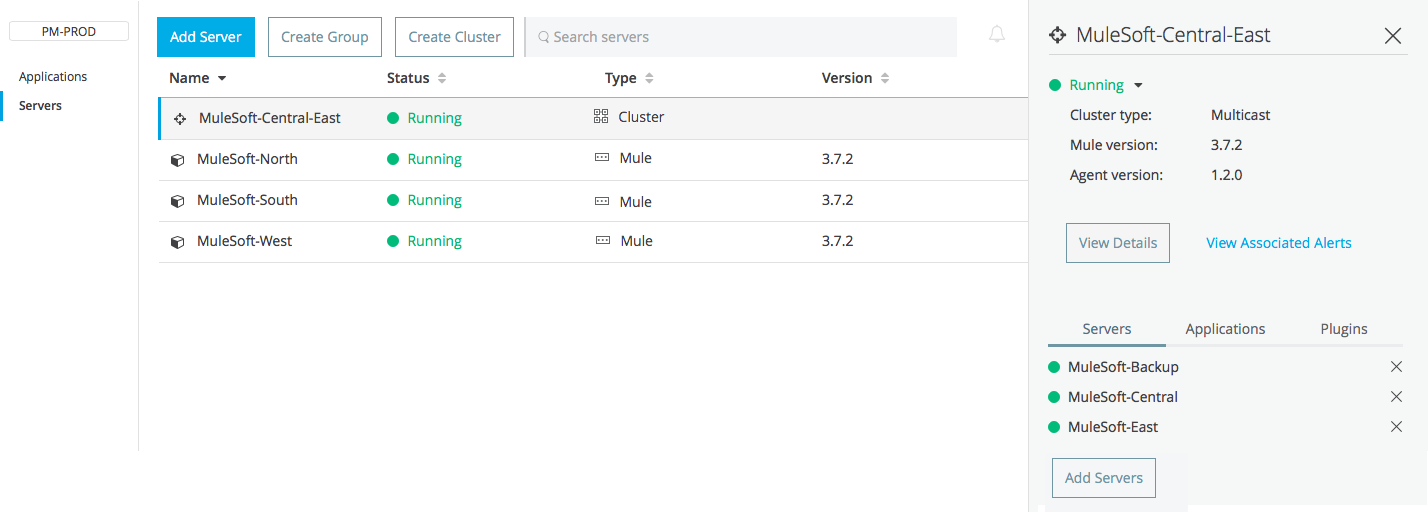 PM-PROD
Applications
Servers
Add Server
Create Group
Create Cluster
Search servers
Name Status Type Version
MuleSoft-Central-East Running Cluster
MuleSoft-North Running Mule 3.7.2
MuleSoft-South Running Mule 3.7.2
MuleSoft-West Running Mule 3.7.2
MuleSoft-Central-East
Running
Cluster type: Multicast
Mule version: 3.7.2
Agent version: 1.2.0
View Details View Associated Alerts
Servers Applications Plugins
MuleSoft-Backup
MuleSoft-Central
MuleSoft-East
Add Servers